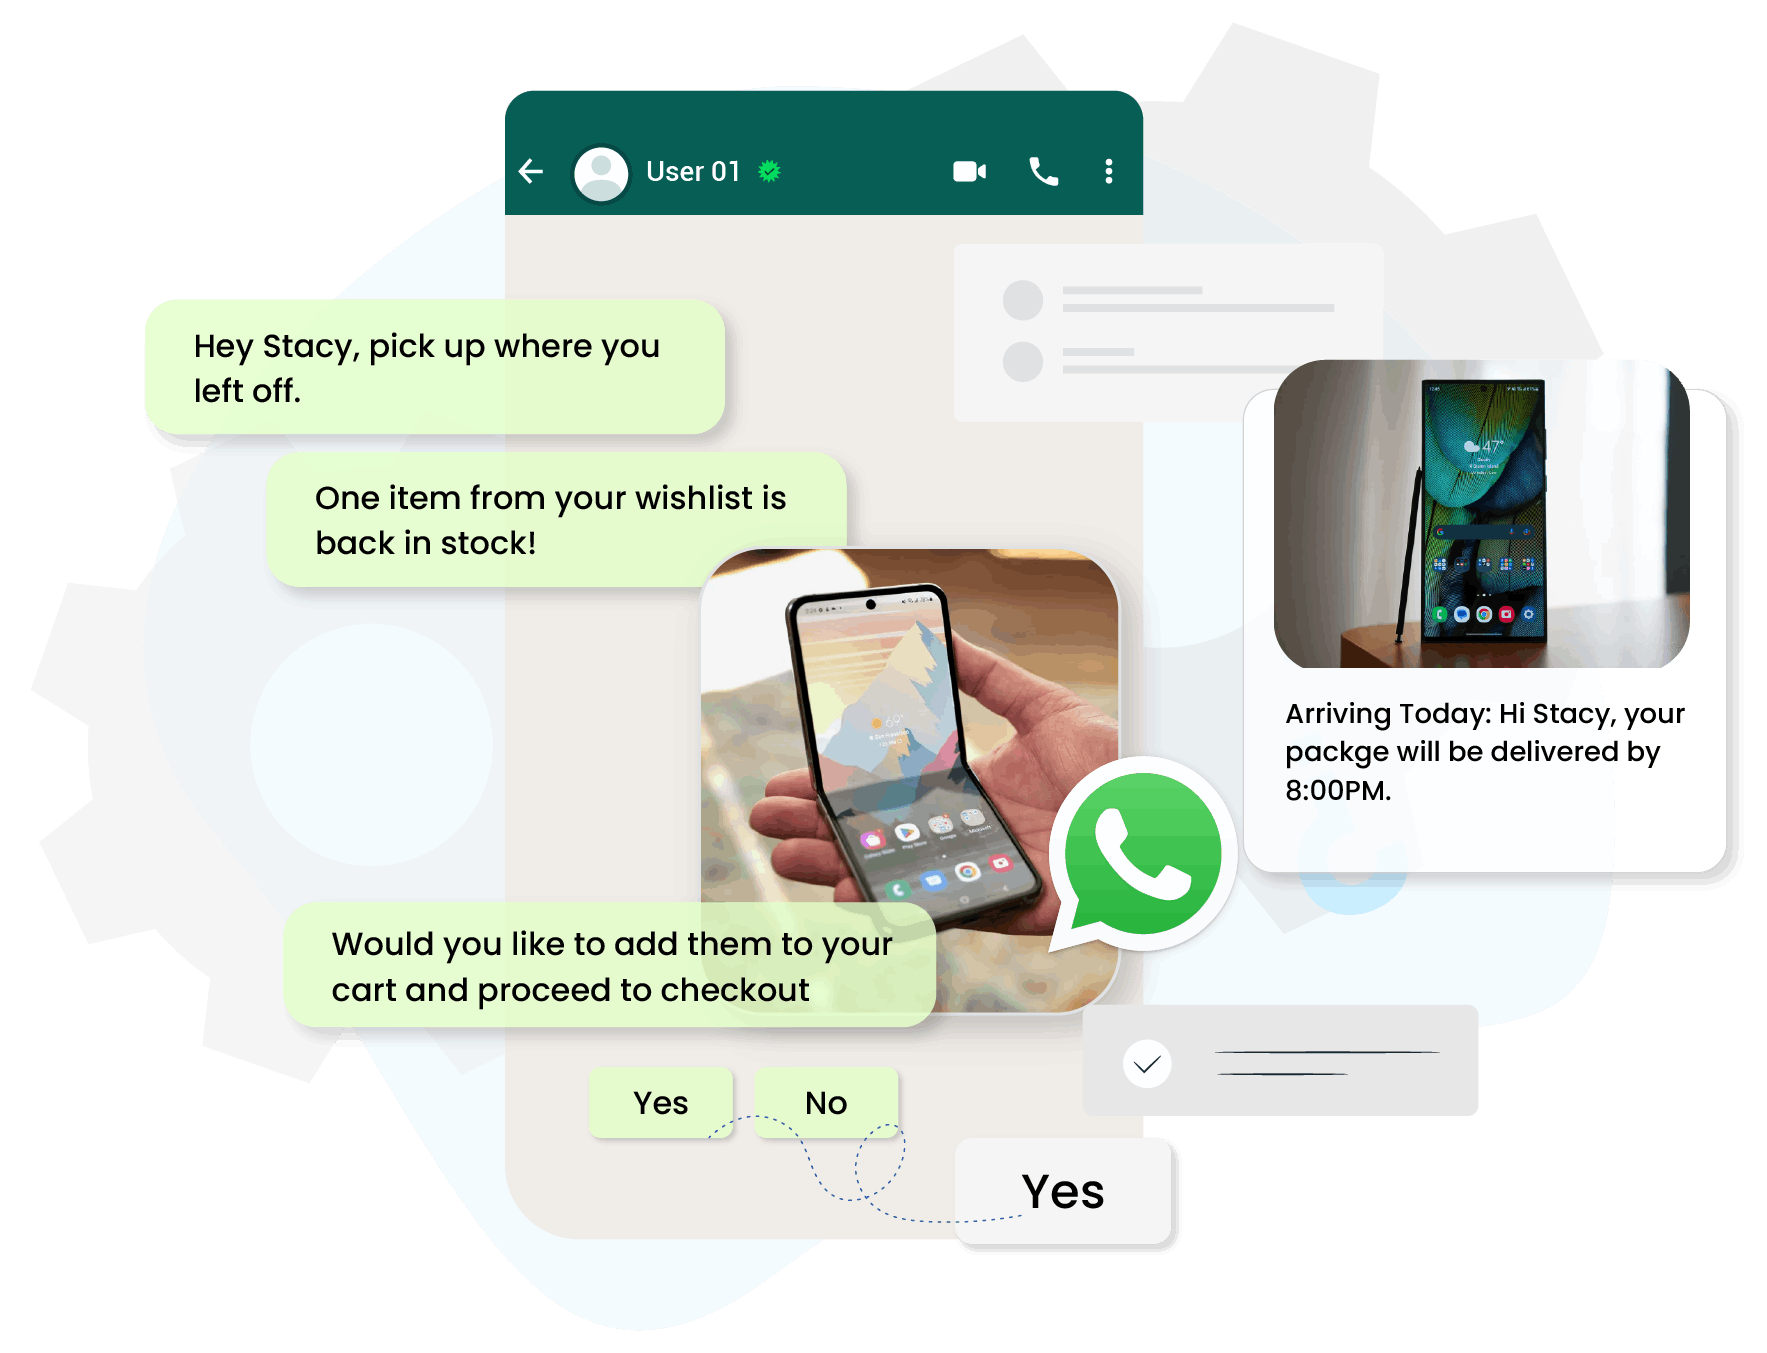 User 01
Hey Stacy, pick up where you
left off.
One item from your wishlist is
back in stock!
47°
69°
Arriving Today: Hi Stacy, your
packge will be delivered by
8:00PM.
Would you like to add them to your
cart and proceed to checkout
Yes
No
Yes